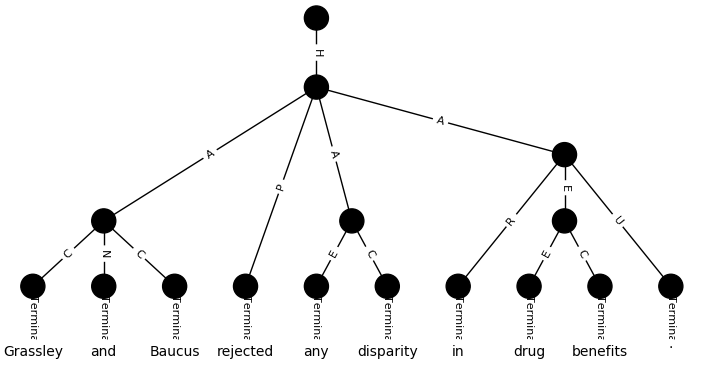 H
A
A
P
A
E
R
U
C
N
C
E
C
E
C
Termina Termina Termina Termina Termina Termina Termina Termina Termina Termina
Grassley and Baucus rejected any disparity in drug benefits .